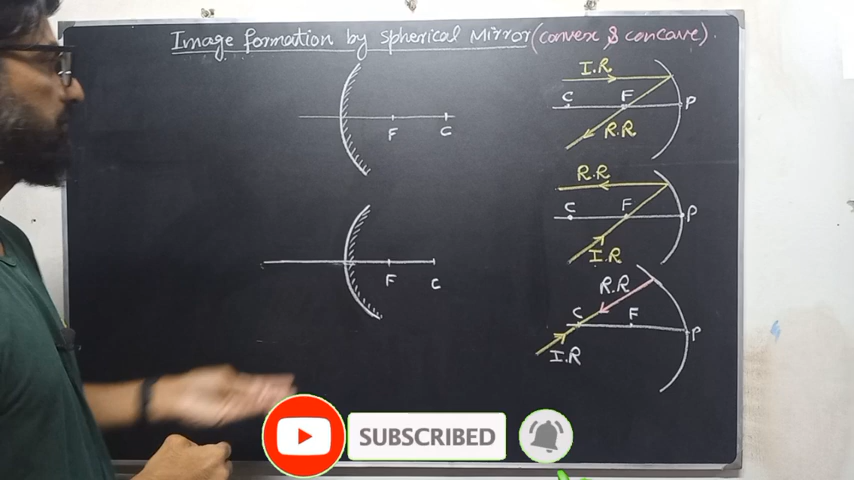 Image formation by spherical Mirror (convex & concave).
I.R
C F P
R.R
F C
R.R
C F P
I.R
F C
R.R
C F P
I.R
SUBSCRIBED